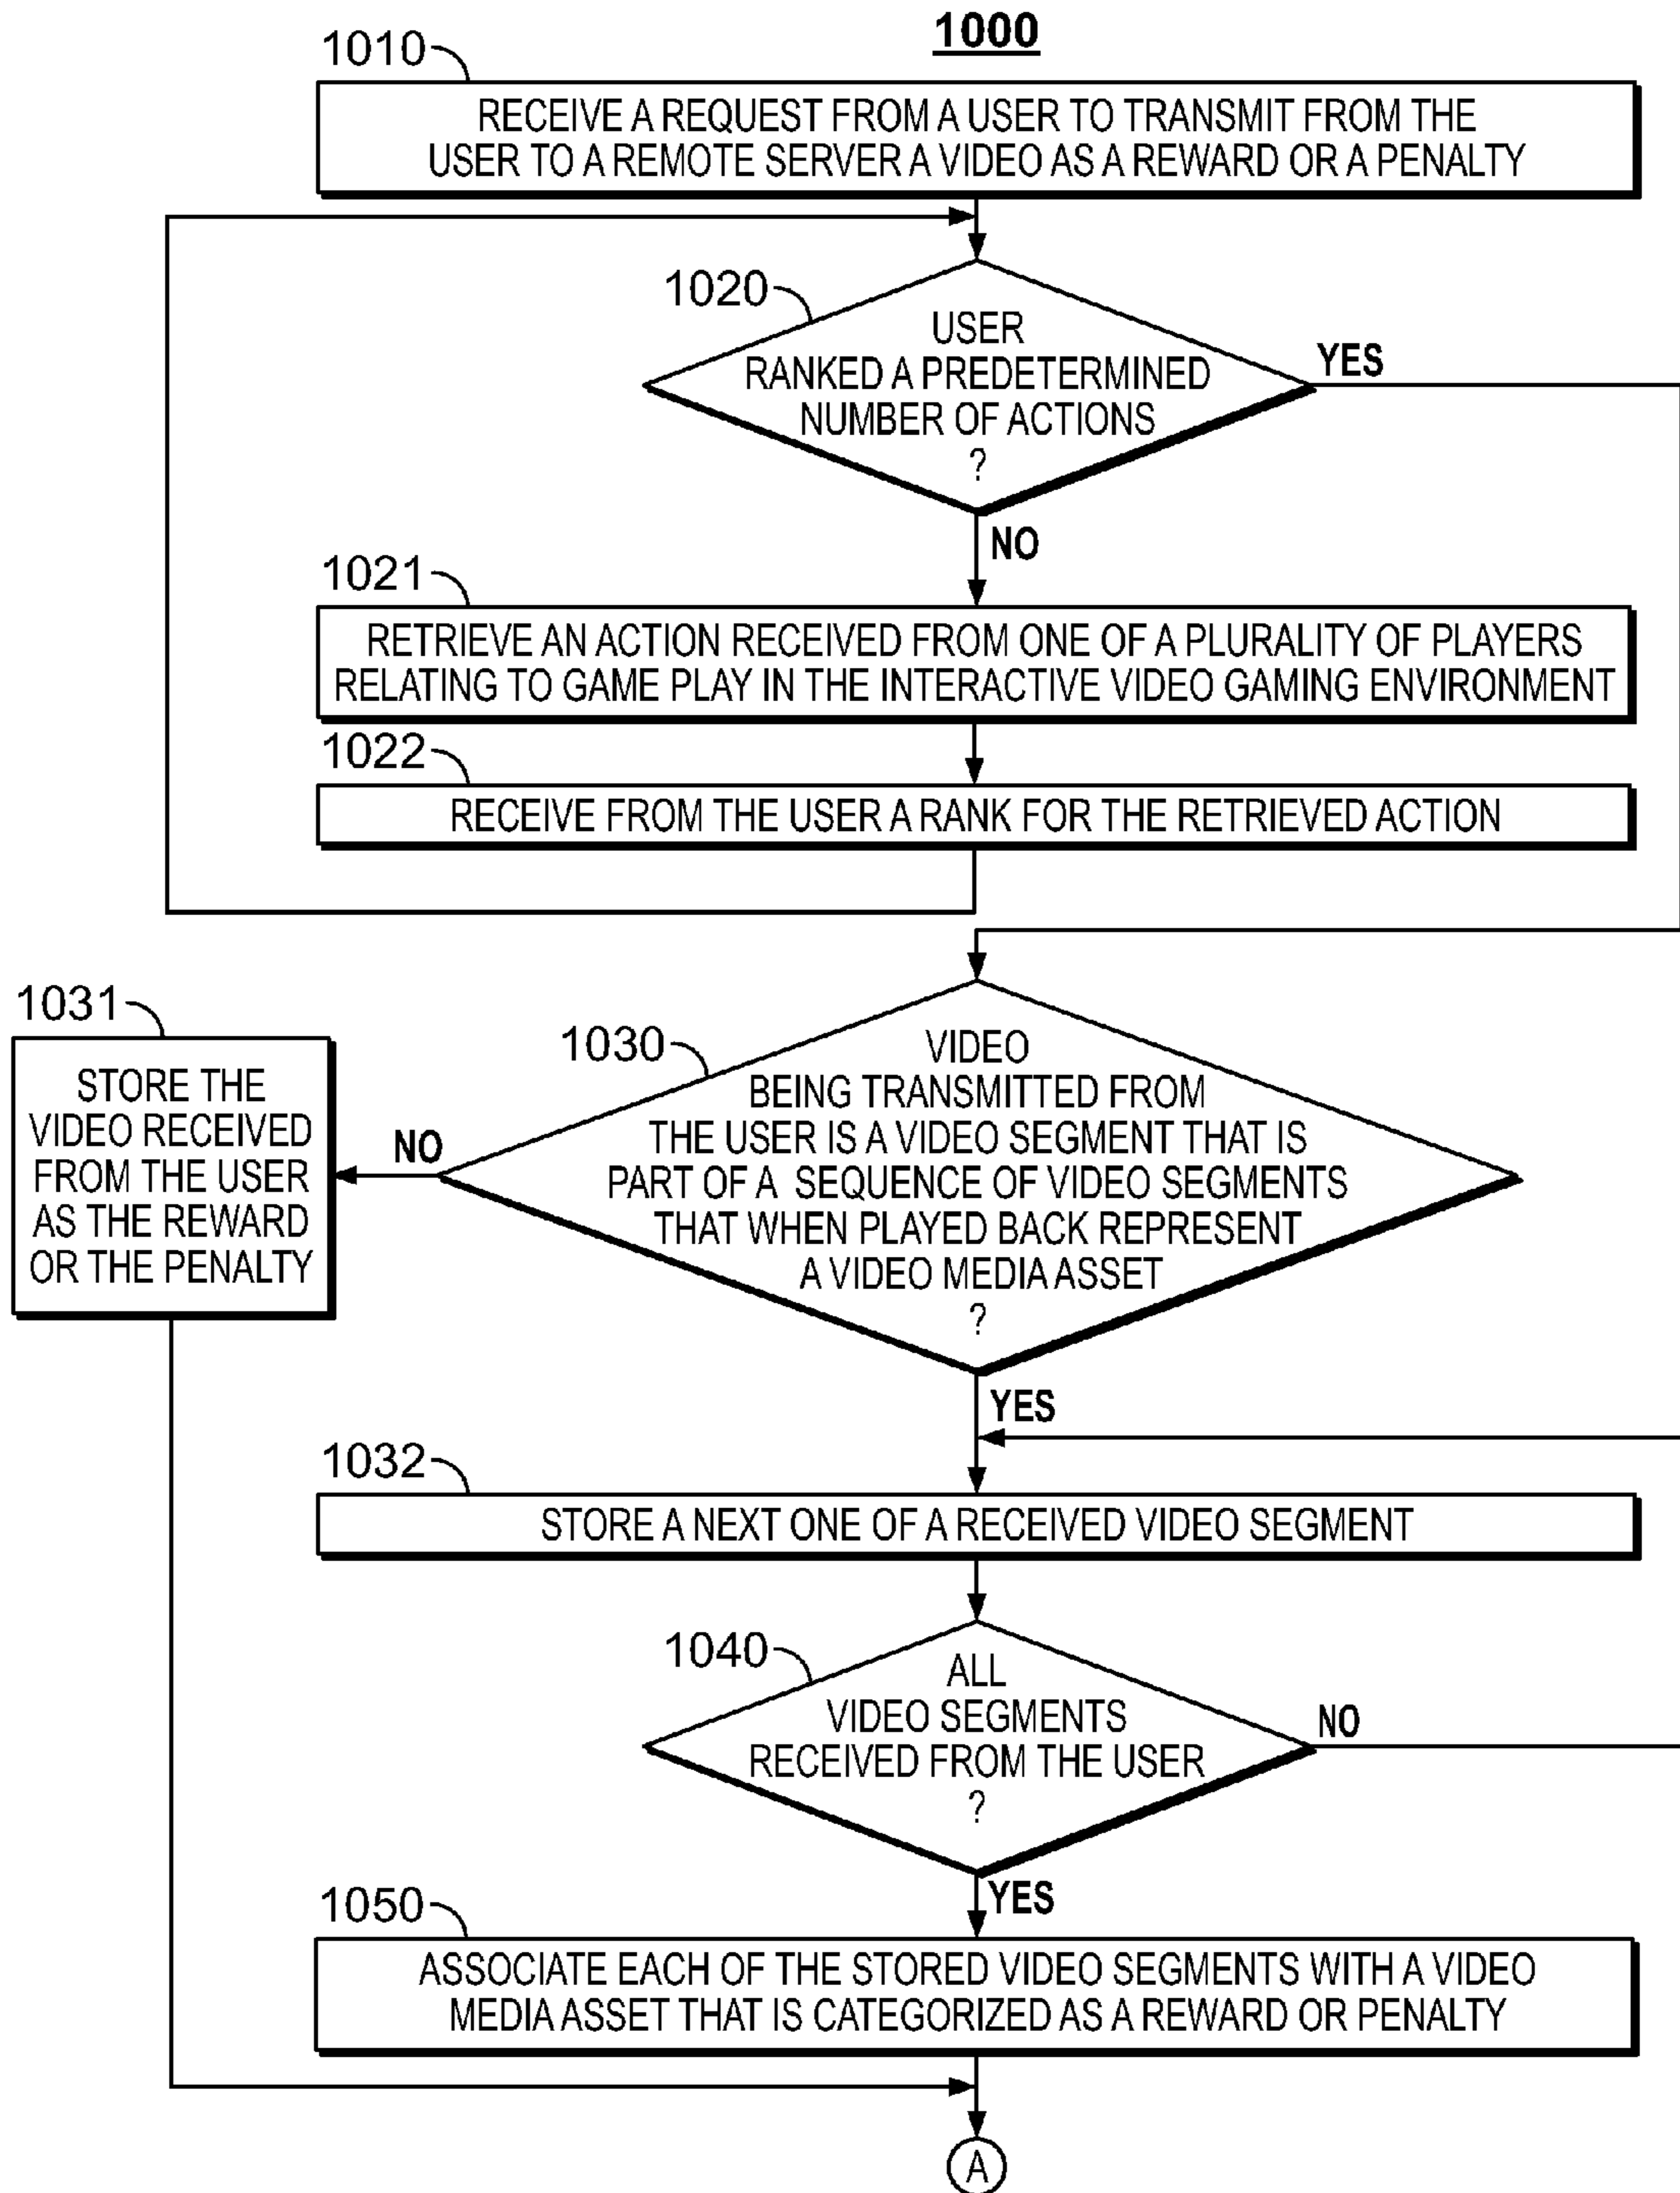 1000
1010
RECEIVE A REQUEST FROM A USER TO TRANSMIT FROM THE
USER TO A REMOTE SERVER A VIDEO AS A REWARD OR A PENALTY
1020
USER
RANKED A PREDETERMINED
NUMBER OF ACTIONS
?
YES
NO
1021
RETRIEVE AN ACTION RECEIVED FROM ONE OF A PLURALITY OF PLAYERS
RELATING TO GAME PLAY IN THE INTERACTIVE VIDEO GAMING ENVIRONMENT
1022
RECEIVE FROM THE USER A RANK FOR THE RETRIEVED ACTION
1031
STORE THE
VIDEO RECEIVED
FROM THE USER
AS THE REWARD
OR THE PENALTY
NO
1030
VIDEO
BEING TRANSMITTED FROM
THE USER IS A VIDEO SEGMENT THAT IS
PART OF A SEQUENCE OF VIDEO SEGMENTS
THAT WHEN PLAYED BACK REPRESENT
A VIDEO MEDIA ASSET
?
YES
1032
STORE A NEXT ONE OF A RECEIVED VIDEO SEGMENT
1040
ALL
VIDEO SEGMENTS
RECEIVED FROM THE USER
?
NO
YES
1050
ASSOCIATE EACH OF THE STORED VIDEO SEGMENTS WITH A VIDEO
MEDIA ASSET THAT IS CATEGORIZED AS A REWARD OR PENALTY
A